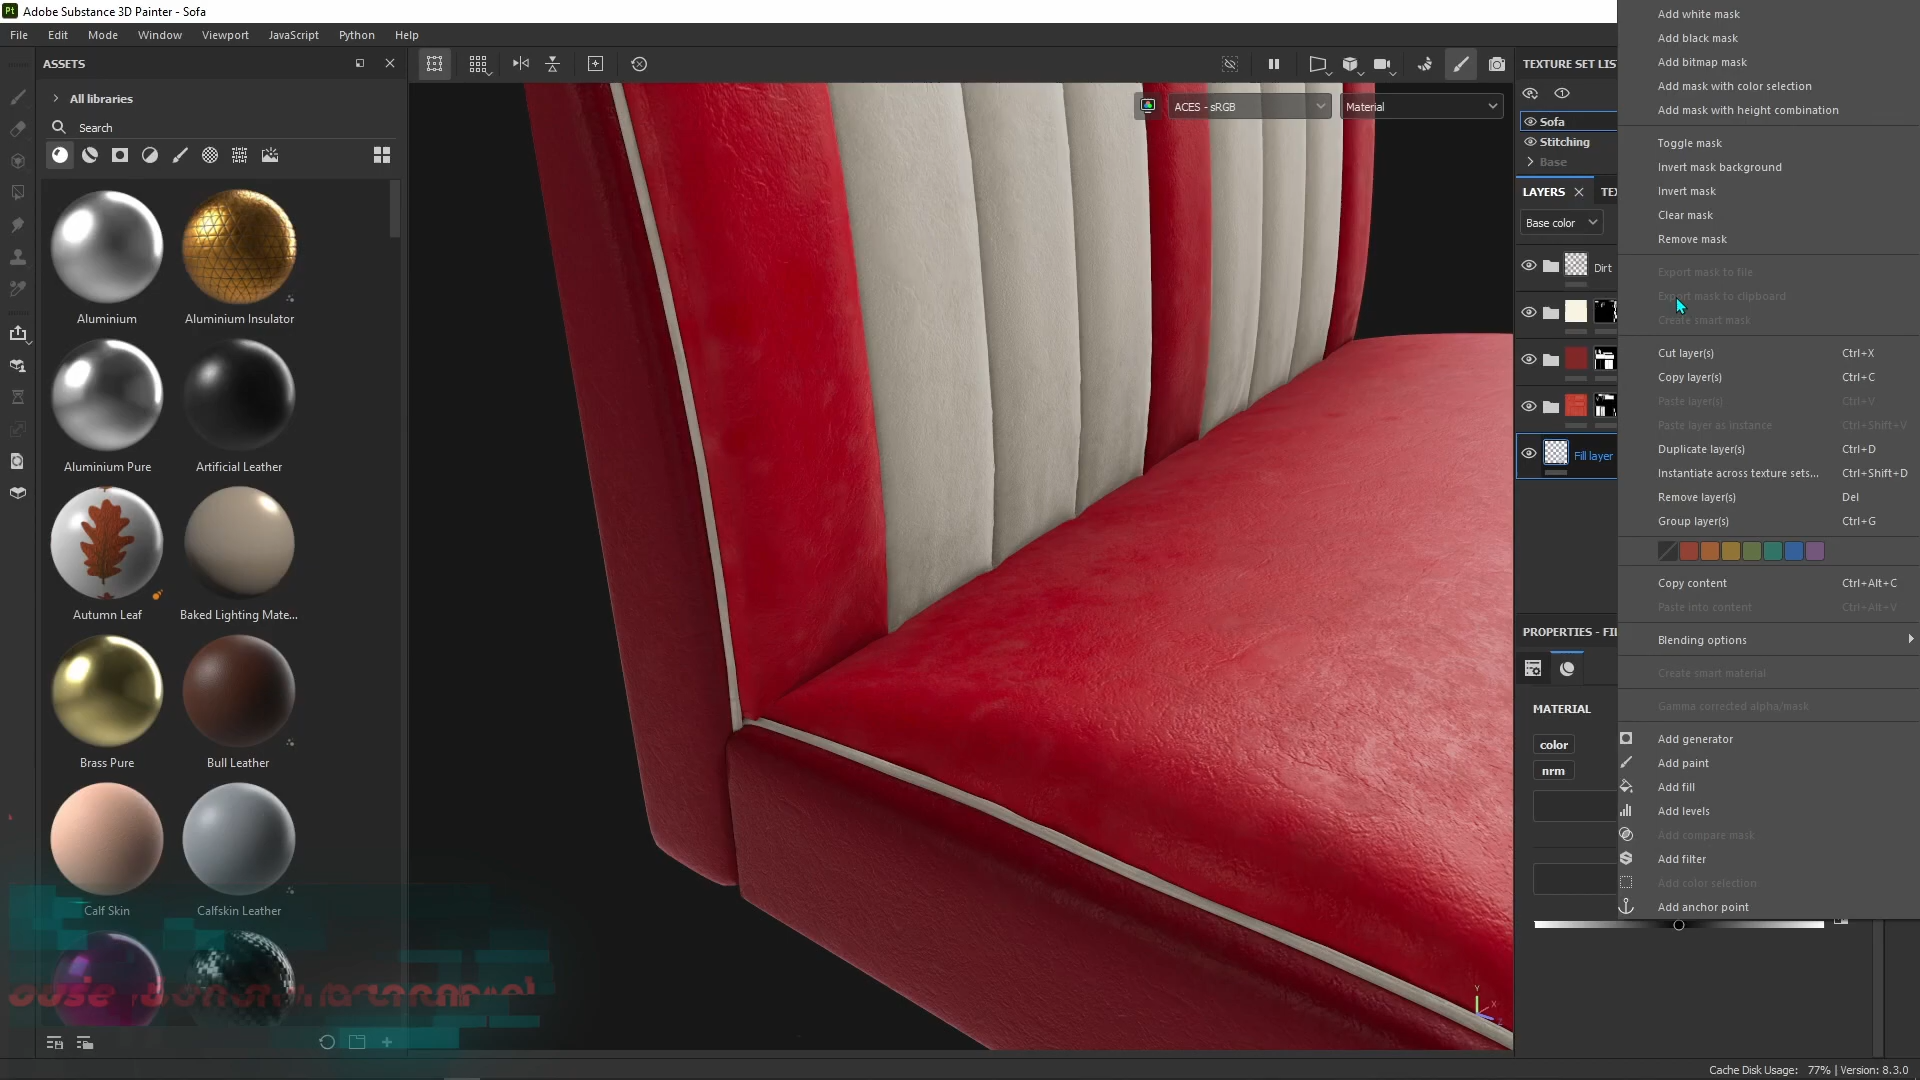 Pt Adobe Substance 3D Painter - Sofa
File Edit Mode Window Viewport JavaScript Python Help
ASSETS
All libraries
Search
Aluminium
Aluminium Insulator
Aluminium Pure
Artificial Leather
Autumn Leaf
Baked Lighting Mate...
Brass Pure
Bull Leather
Calf Skin
Calfskin Leather
ACES - sRGB
Material
Y
X
Z
TEXTURE SET LIS
Sofa
Stitching
Base
LAYERS
TE
Base color
Dirt
Fill layer
PROPERTIES - FIL
MATERIAL
color
nrm
Add white mask
Add black mask
Add bitmap mask
Add mask with color selection
Add mask with height combination
Toggle mask
Invert mask background
Invert mask
Clear mask
Remove mask
Export mask to file
Export mask to clipboard
Create smart mask
Cut layer(s) Ctrl+X
Copy layer(s) Ctrl+C
Paste layer(s) Ctrl+V
Paste layer as instance Ctrl+Shift+V
Duplicate layer(s) Ctrl+D
Instantiate across texture sets... Ctrl+Shift+D
Remove layer(s) Del
Group layer(s) Ctrl+G
Copy content Ctrl+Alt+C
Paste into content Ctrl+Alt+V
Blending options
Create smart material
Gamma corrected alpha/mask
Add generator
Add paint
Add fill
Add levels
Add compare mask
Add filter
Add color selection
Add anchor point
Cache Disk Usage: 77% | Version: 8.3.0